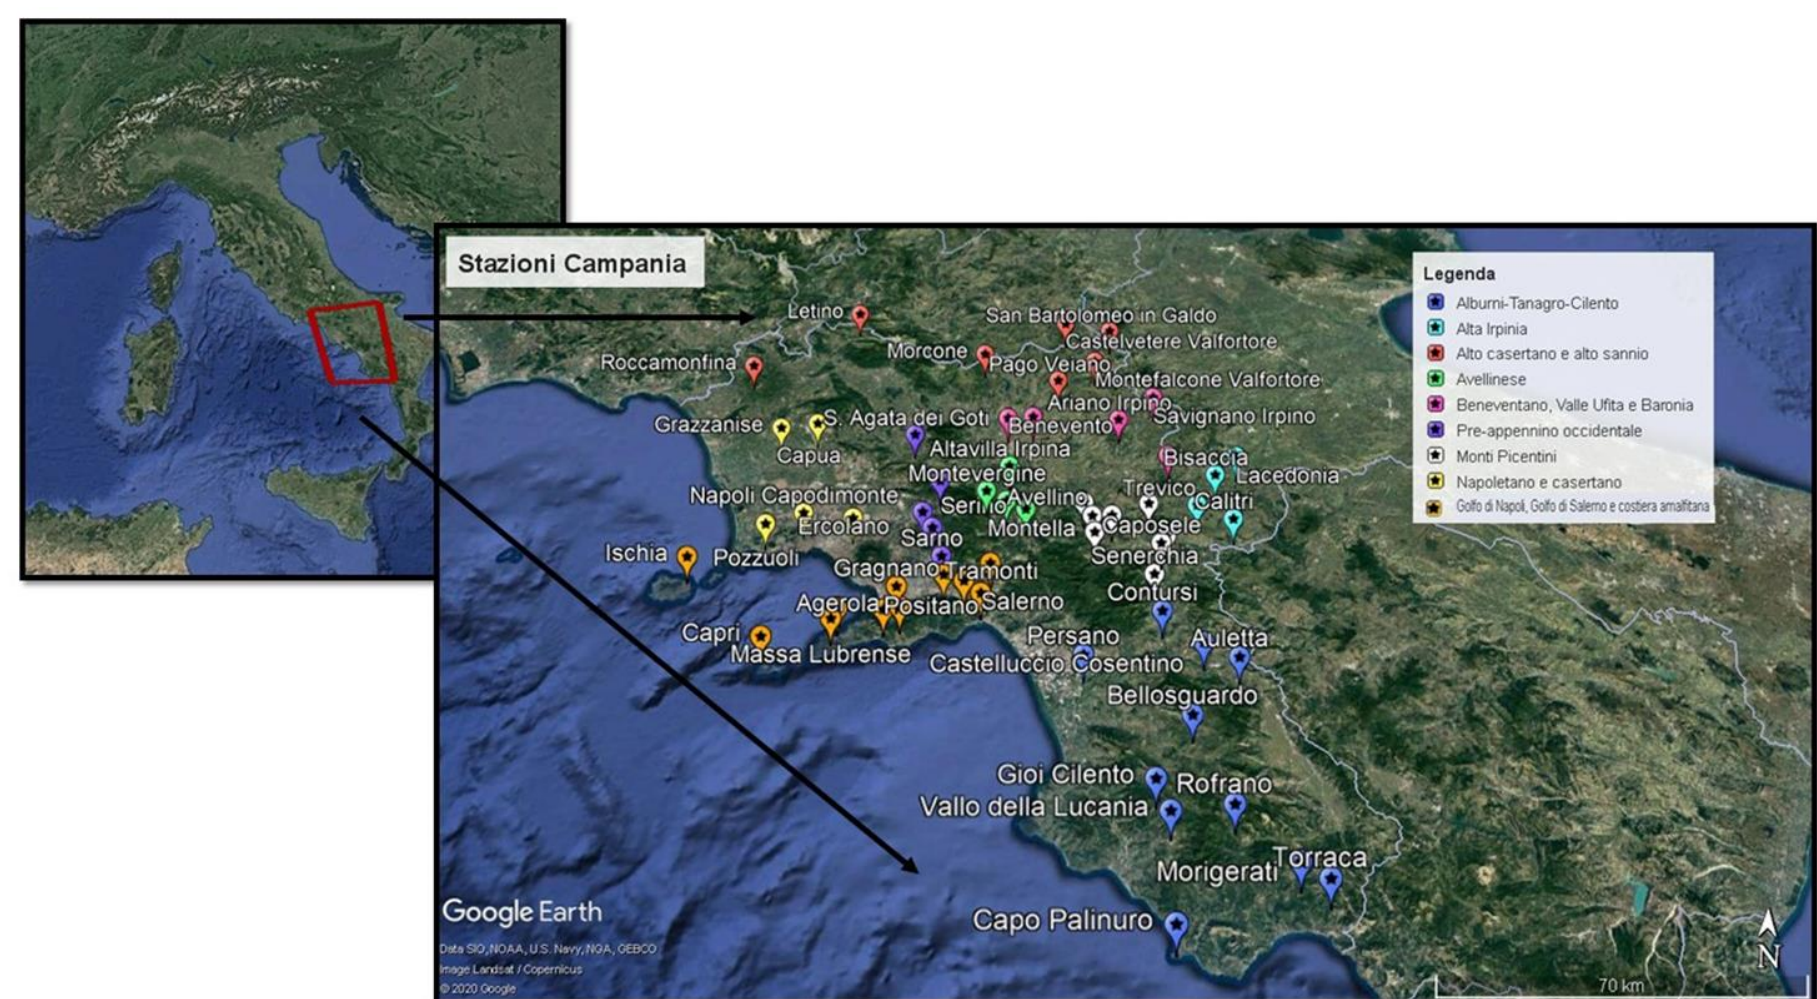 Stazioni Campania
Legenda
Alburni-Tanagro-Cilento
Alta Irpinia
Alto casertano e alto sannio
Avellinese
Beneventano, Valle Ufita e Baronia
Pre-appennino occidentale
Monti Picentini
Napoletano e casertano
Golfo di Napoli, Golfo di Salerno e costiera amalfitana
Letino
San Bartolomeo in Galdo
Castelvetere Valfortore
Morcone
Roccamonfina
Pago Veiano
Montefalcone Valfortore
Ariano Irpino
Savignano Irpino
S. Agata dei Goti
Grazzanise
Benevento
Capua
Altavilla Irpina
Bisaccia
Montevergine
Lacedonia
Trevico
Napoli Capodimonte
Avellino
Calitri
Serino
Ercolano
Montella
Caposele
Sarno
Ischia
Pozzuoli
Senerchia
Gragnano
Tramonti
Contursi
Agerola
Positano
Salerno
Capri
Persano
Auletta
Massa Lubrense
Castelluccio Cosentino
Bellosguardo
Gioi Cilento
Rofrano
Vallo della Lucania
Torraca
Morigerati
Capo Palinuro
Google Earth
Data SIO, NOAA, U.S. Navy, NGA, GEBCO
Image Landsat / Copernicus
© 2020 Google
N
70 km